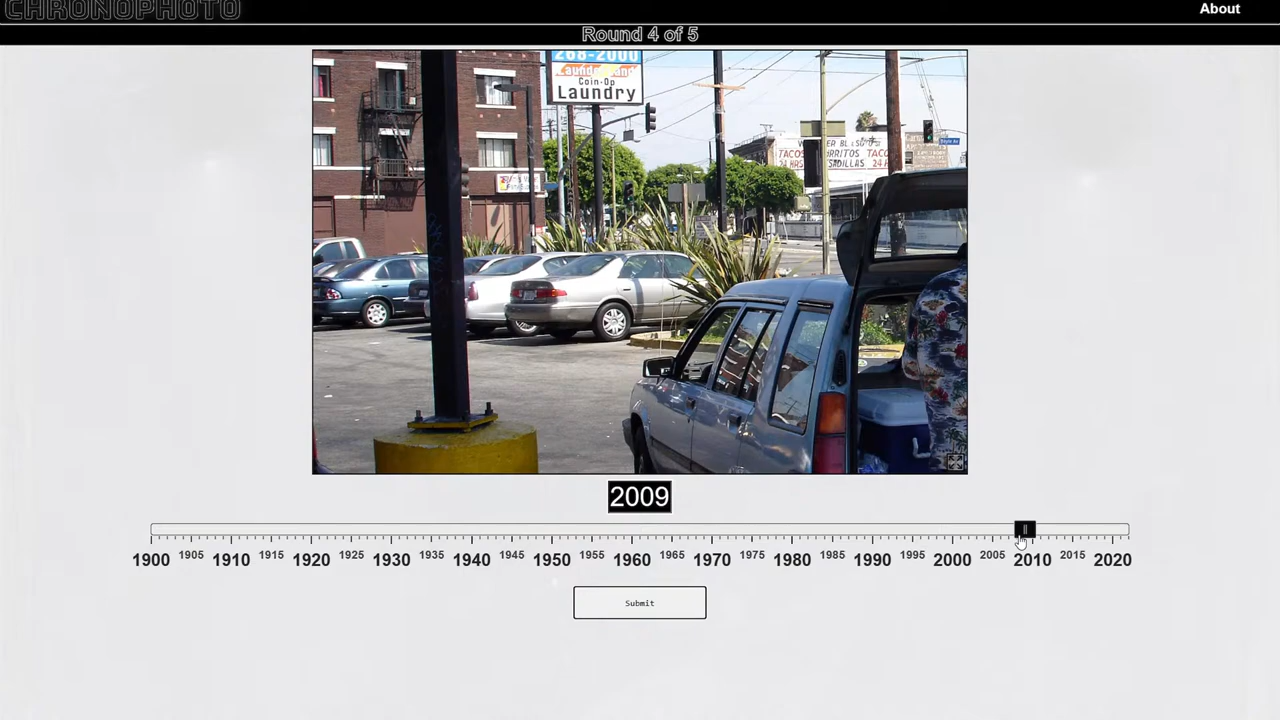 CHRONOPHOTO
About
Round 4 of 5
268-2000
Laundryland
Coin-Op
Laundry
TACOS
BURRITOS TACO
24 HRS
2009
1900 1905 1910 1915 1920 1925 1930 1935 1940 1945 1950 1955 1960 1965 1970 1975 1980 1985 1990 1995 2000 2005 2010 2015 2020
Submit